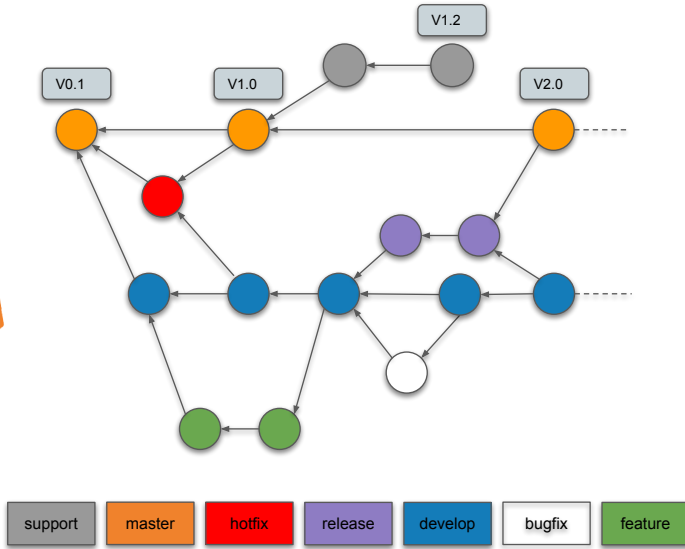 V1.2
V0.1
V1.0
V2.0
support
master
hotfix
release
develop
bugfix
feature